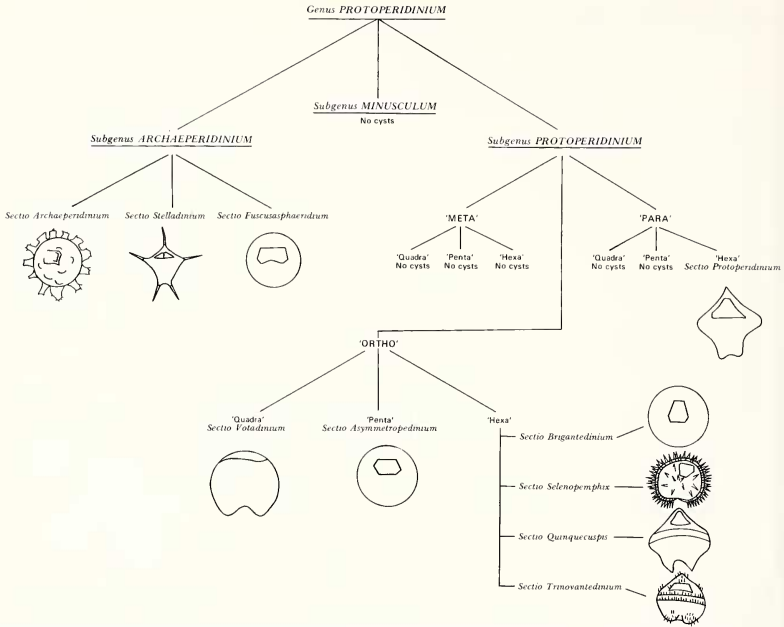 Genus PROTOPERIDINIUM
Subgenus MINUSCULUM
No cysts
Subgenus ARCHAEPERIDINIUM
Subgenus PROTOPERIDINIUM
Sectio Archaeperidinium
Sectio Stelladinium
Sectio Fuscusasphaeridium
'META'
'PARA'
'Quadra'
No cysts
'Penta'
No cysts
'Hexa'
No cysts
'Quadra'
No cysts
'Penta'
No cysts
'Hexa'
Sectio Protoperidinium
'ORTHO'
'Quadra'
Sectio Votadinium
'Penta'
Sectio Asymmetropedinium
'Hexa'
Sectio Brigantedinium
Sectio Selenopemphix
Sectio Quinquecuspis
Sectio Trinovantedinium